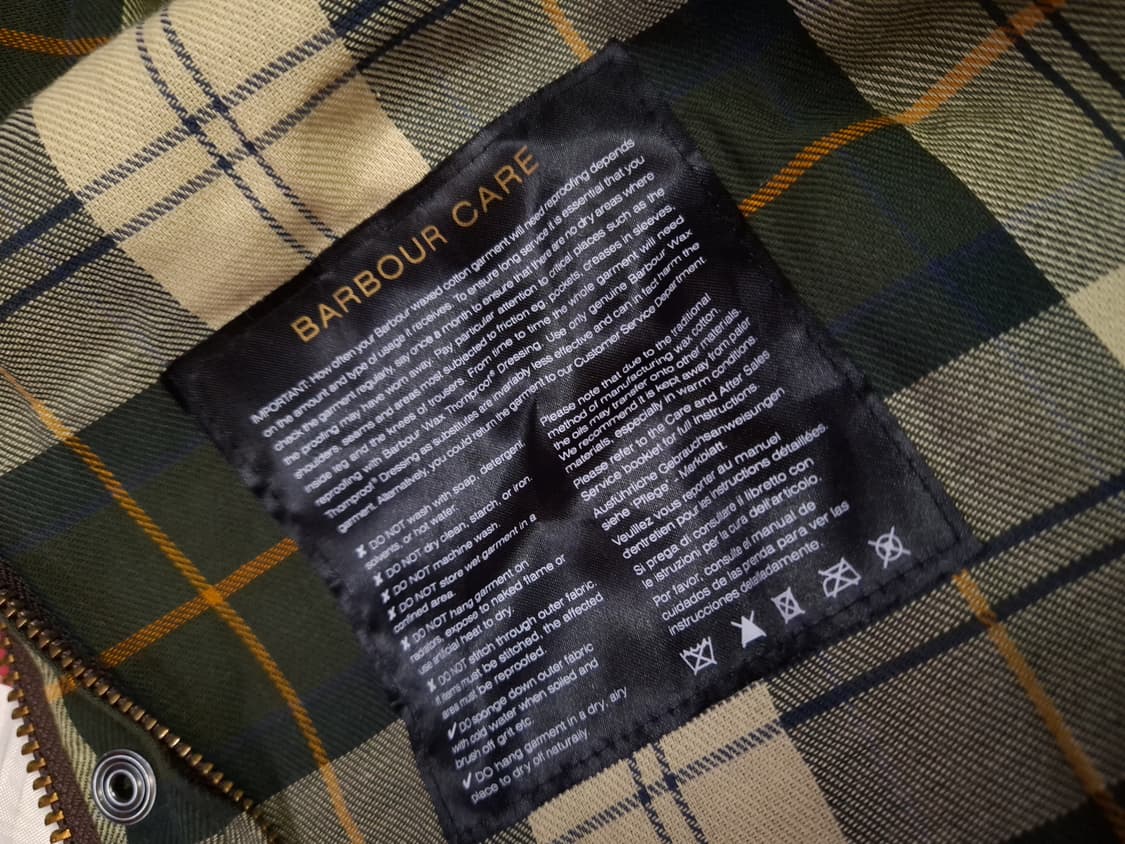 BARBOUR CARE
IMPORTANT: How often your Barbour waxed cotton garment will need reproofing depends
on the amount and type of usage it receives. To ensure long service it is essential that you
check the garment regularly, say once a month to ensure that there are no dry areas where
the proofing may have worn away. Pay particular attention to critical places such as the
shoulders, seams and areas most subjected to friction eg. pockets, creases in sleeves,
inside leg and the knees of trousers. From time to time the whole garment will need
reproofing with Barbour Wax Thornproof® Dressing. Use only genuine Barbour Wax
Thornproof® Dressing as substitutes are invariably less effective and can in fact harm the
garment. Alternatively, you could return the garment to our Customer Service Department.
✗ DO NOT wash with soap, detergent,
solvents, or hot water.
✗ DO NOT dry clean, starch, or iron.
✗ DO NOT machine wash.
✗ DO NOT store wet garment in a
confined area.
✗ DO NOT hang garment on
radiators, expose to naked flame or
use artificial heat to dry.
✗ DO NOT stitch through outer fabric.
If items must be stitched, the affected
area must be reproofed.
✓ DO sponge down outer fabric
with cold water when soiled and
brush off grit etc.
✓ DO hang garment in a dry, airy
place to dry off naturally
Please note that due to the traditional
method of manufacturing wax cotton,
the oils may transfer onto other materials.
We recommend it is kept away from paler
materials, especially in warm conditions.
Please refer to the Care and After Sales
Service booklet for full instructions.
Ausführliche Gebrauchsanweisungen
siehe "Pflege" - Merkblatt.
Veuillez vous reporter au manuel
d'entretien pour les instructions détaillées.
Si prega di consultare il libretto con
le istruzioni per la cura dell'articolo.
Por favor, consulte el manual de
cuidados de las penda para ver las
instrucciones detalladamente.